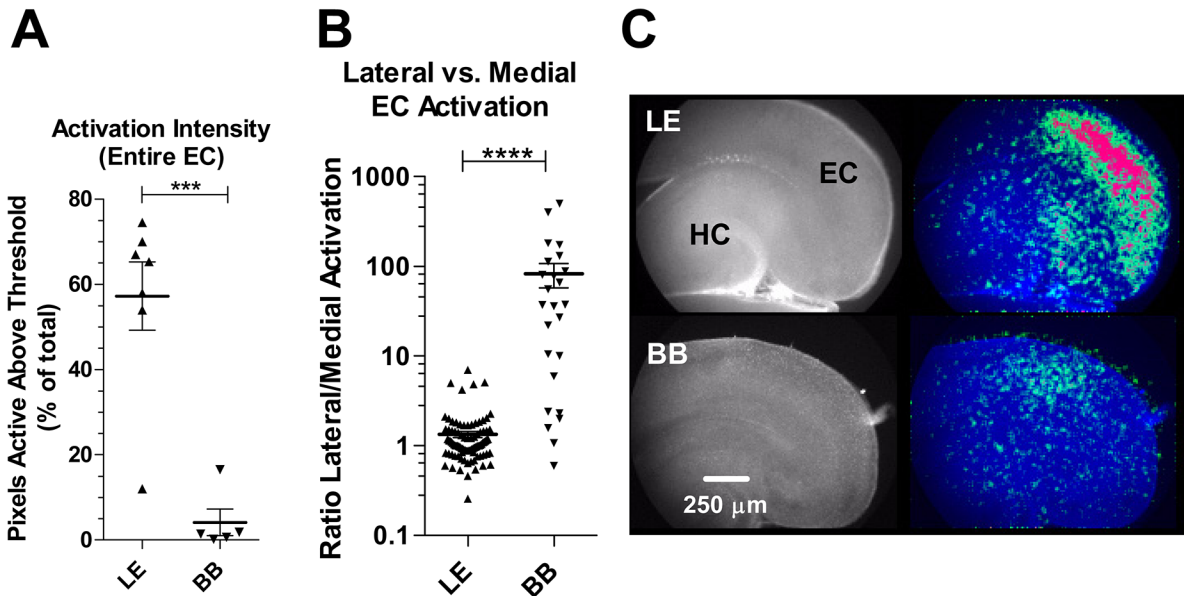 A
Activation Intensity
(Entire EC)
***
Pixels Active Above Threshold
(% of total)
80
60
40
20
0
LE
BB
B
Lateral vs. Medial
EC Activation
****
Ratio Lateral/Medial Activation
1000
100
10
1
0.1
LE
BB
C
LE
EC
HC
BB
250 μm